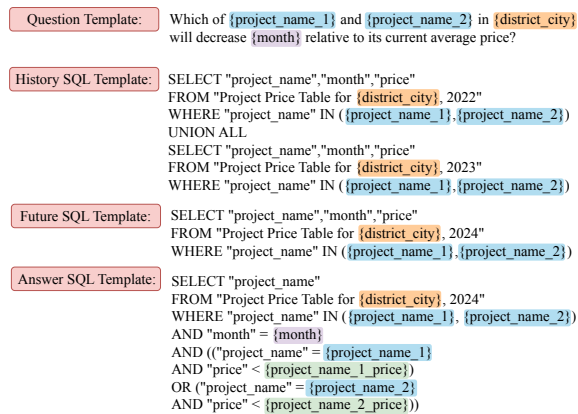 Question Template: Which of {project_name_1} and {project_name_2} in {district_city}
will decrease {month} relative to its current average price?
History SQL Template: SELECT "project_name","month","price"
FROM "Project Price Table for {district_city}, 2022"
WHERE "project_name" IN ({project_name_1},{project_name_2})
UNION ALL
SELECT "project_name","month","price"
FROM "Project Price Table for {district_city}, 2023"
WHERE "project_name" IN ({project_name_1},{project_name_2})
Future SQL Template: SELECT "project_name","month","price"
FROM "Project Price Table for {district_city}, 2024"
WHERE "project_name" IN ({project_name_1},{project_name_2})
Answer SQL Template: SELECT "project_name"
FROM "Project Price Table for {district_city}, 2024"
WHERE "project_name" IN ({project_name_1}, {project_name_2})
AND "month" = {month}
AND (("project_name" = {project_name_1}
AND "price" < {project_name_1_price})
OR ("project_name" = {project_name_2}
AND "price" < {project_name_2_price}))